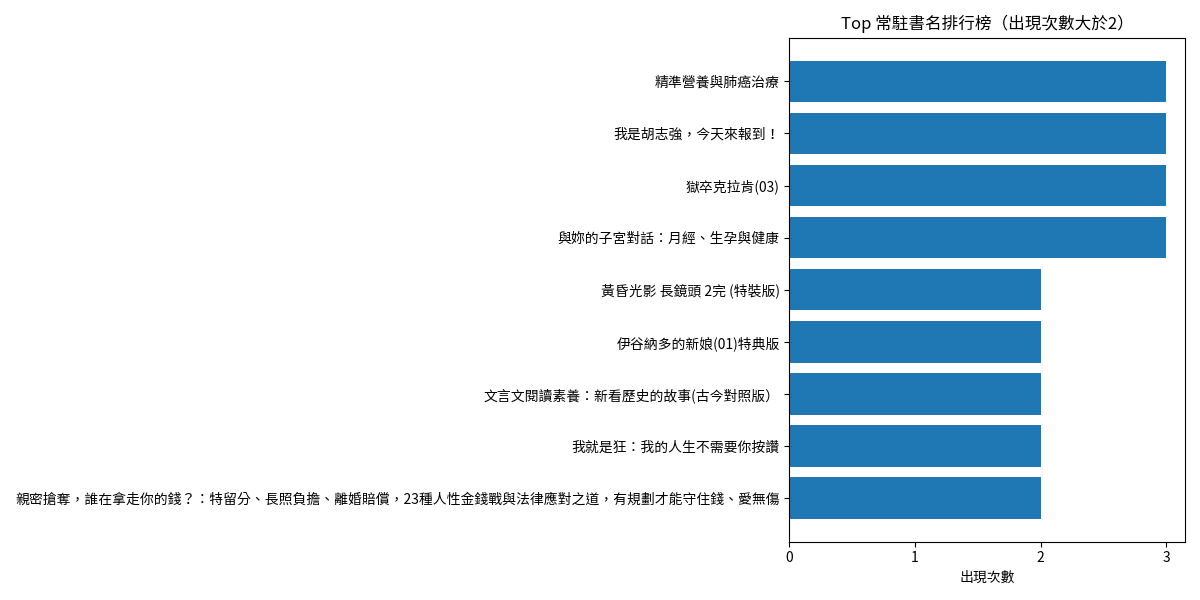 Top 常駐書名排行榜（出現次數大於2）
精準營養與肺癌治療
我是胡志強，今天來報到！
獄卒克拉肯(03)
與妳的子宮對話：月經、生孕與健康
黃昏光影 長鏡頭 2完 (特裝版)
伊谷納多的新娘(01)特典版
文言文閱讀素養：新看歷史的故事(古今對照版）
我就是狂：我的人生不需要你按讚
親密搶奪，誰在拿走你的錢？：特留分、長照負擔、離婚賠償，23種人性金錢戰與法律應對之道，有規劃才能守住錢、愛無傷
0 1 2 3
出現次數